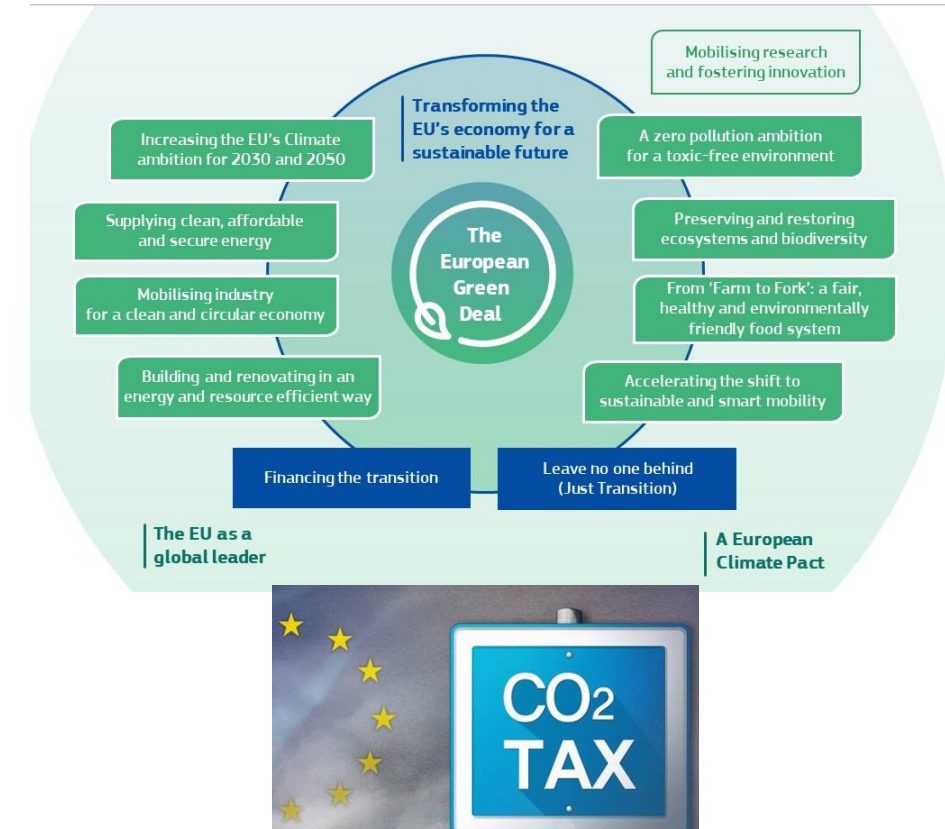 Mobilising research
and fostering innovation
Transforming the
EU's economy for a
sustainable future
Increasing the EU's Climate
ambition for 2030 and 2050
A zero pollution ambition
for a toxic-free environment
Supplying clean, affordable
and secure energy
Preserving and restoring
ecosystems and biodiversity
The
European
Green
Deal
Mobilising industry
for a clean and circular economy
From ‘Farm to Fork’: a fair,
healthy and environmentally
friendly food system
Building and renovating in an
energy and resource efficient way
Accelerating the shift to
sustainable and smart mobility
Financing the transition
Leave no one behind
(Just Transition)
The EU as a
global leader
A European
Climate Pact
CO2
TAX